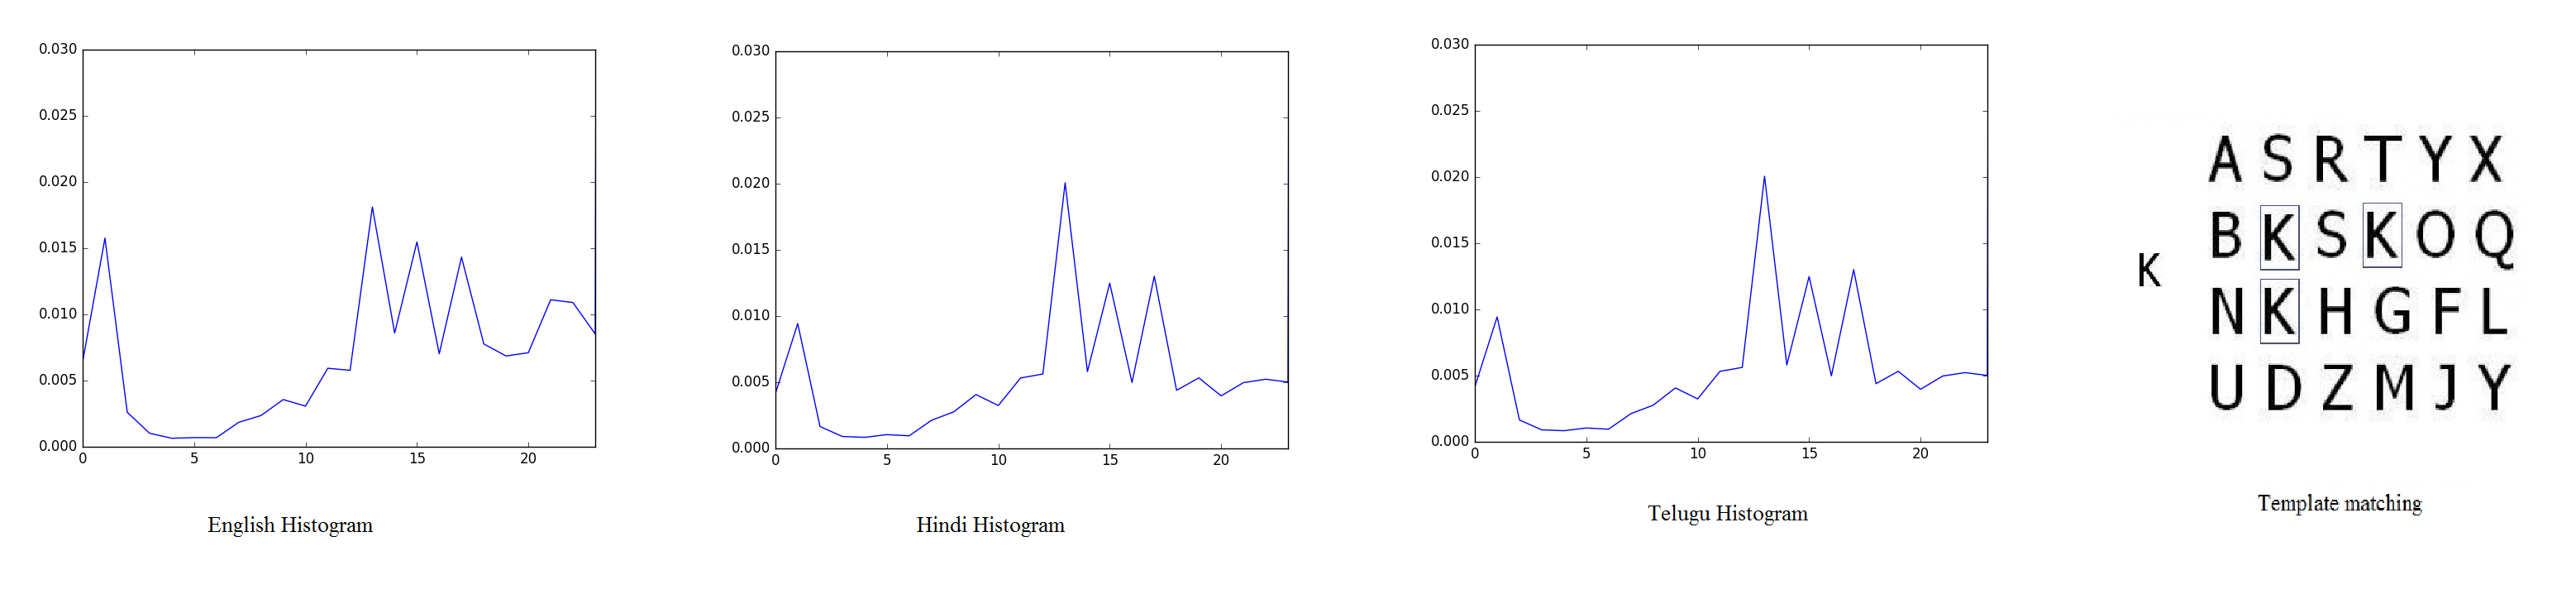 0.030
0.025
0.020
0.015
0.010
0.005
0.000
0 5 10 15 20
English Histogram
0.030
0.025
0.020
0.015
0.010
0.005
0.000
0 5 10 15 20
Hindi Histogram
0.030
0.025
0.020
0.015
0.010
0.005
0.000
0 5 10 15 20
Telugu Histogram
K
A S R T Y X
B K S K O Q
N K H G F L
U D Z M J Y
Template matching